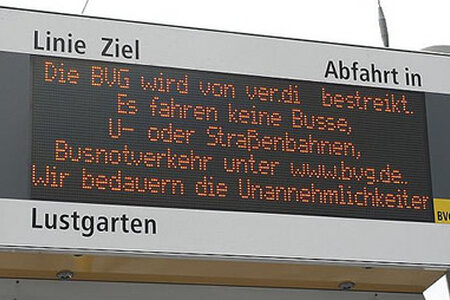 Linie Ziel Abfahrt in
Die BVG wird von ver.di bestreikt.
Es fahren keine Busse,
U- oder Straßenbahnen,
Busnotverkehr unter www.bvg.de.
Wir bedauern die Unannehmlichkeiten
Lustgarten
BVG